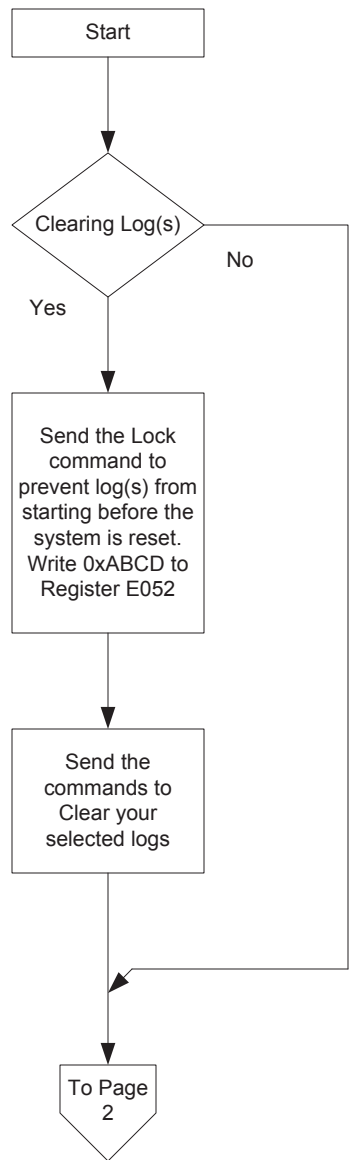 Start
Clearing Log(s)
No
Yes
Send the Lock
command to
prevent log(s) from
starting before the
system is reset.
Write 0xABCD to
Register E052
Send the
commands to
Clear your
selected logs
To Page
2